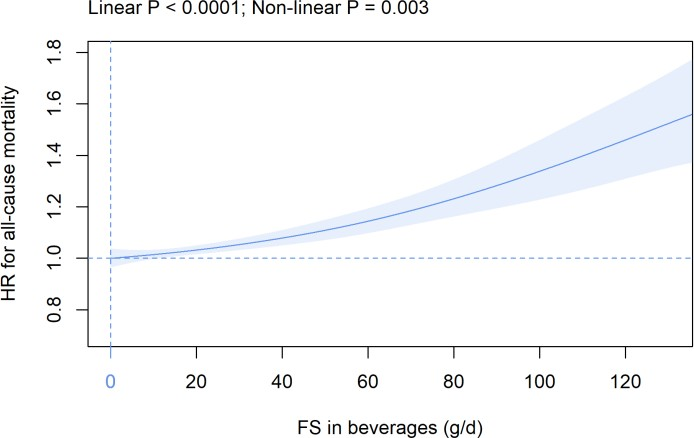 Linear P < 0.0001; Non-linear P = 0.003
HR for all-cause mortality
1.8
1.6
1.4
1.2
1.0
0.8
0 20 40 60 80 100 120
FS in beverages (g/d)